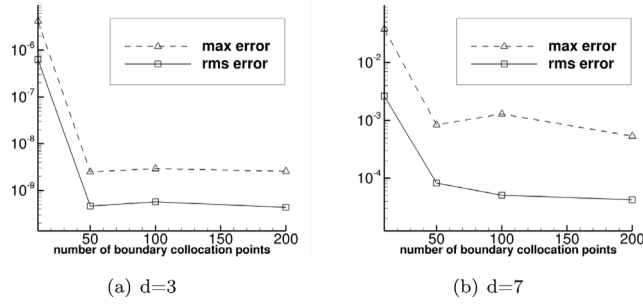 10⁻⁶
10⁻⁷
10⁻⁸
10⁻⁹
max error
rms error
50
100
150
200
number of boundary collocation points
(a) d=3
10⁻²
10⁻³
10⁻⁴
max error
rms error
50
100
150
200
number of boundary collocation points
(b) d=7